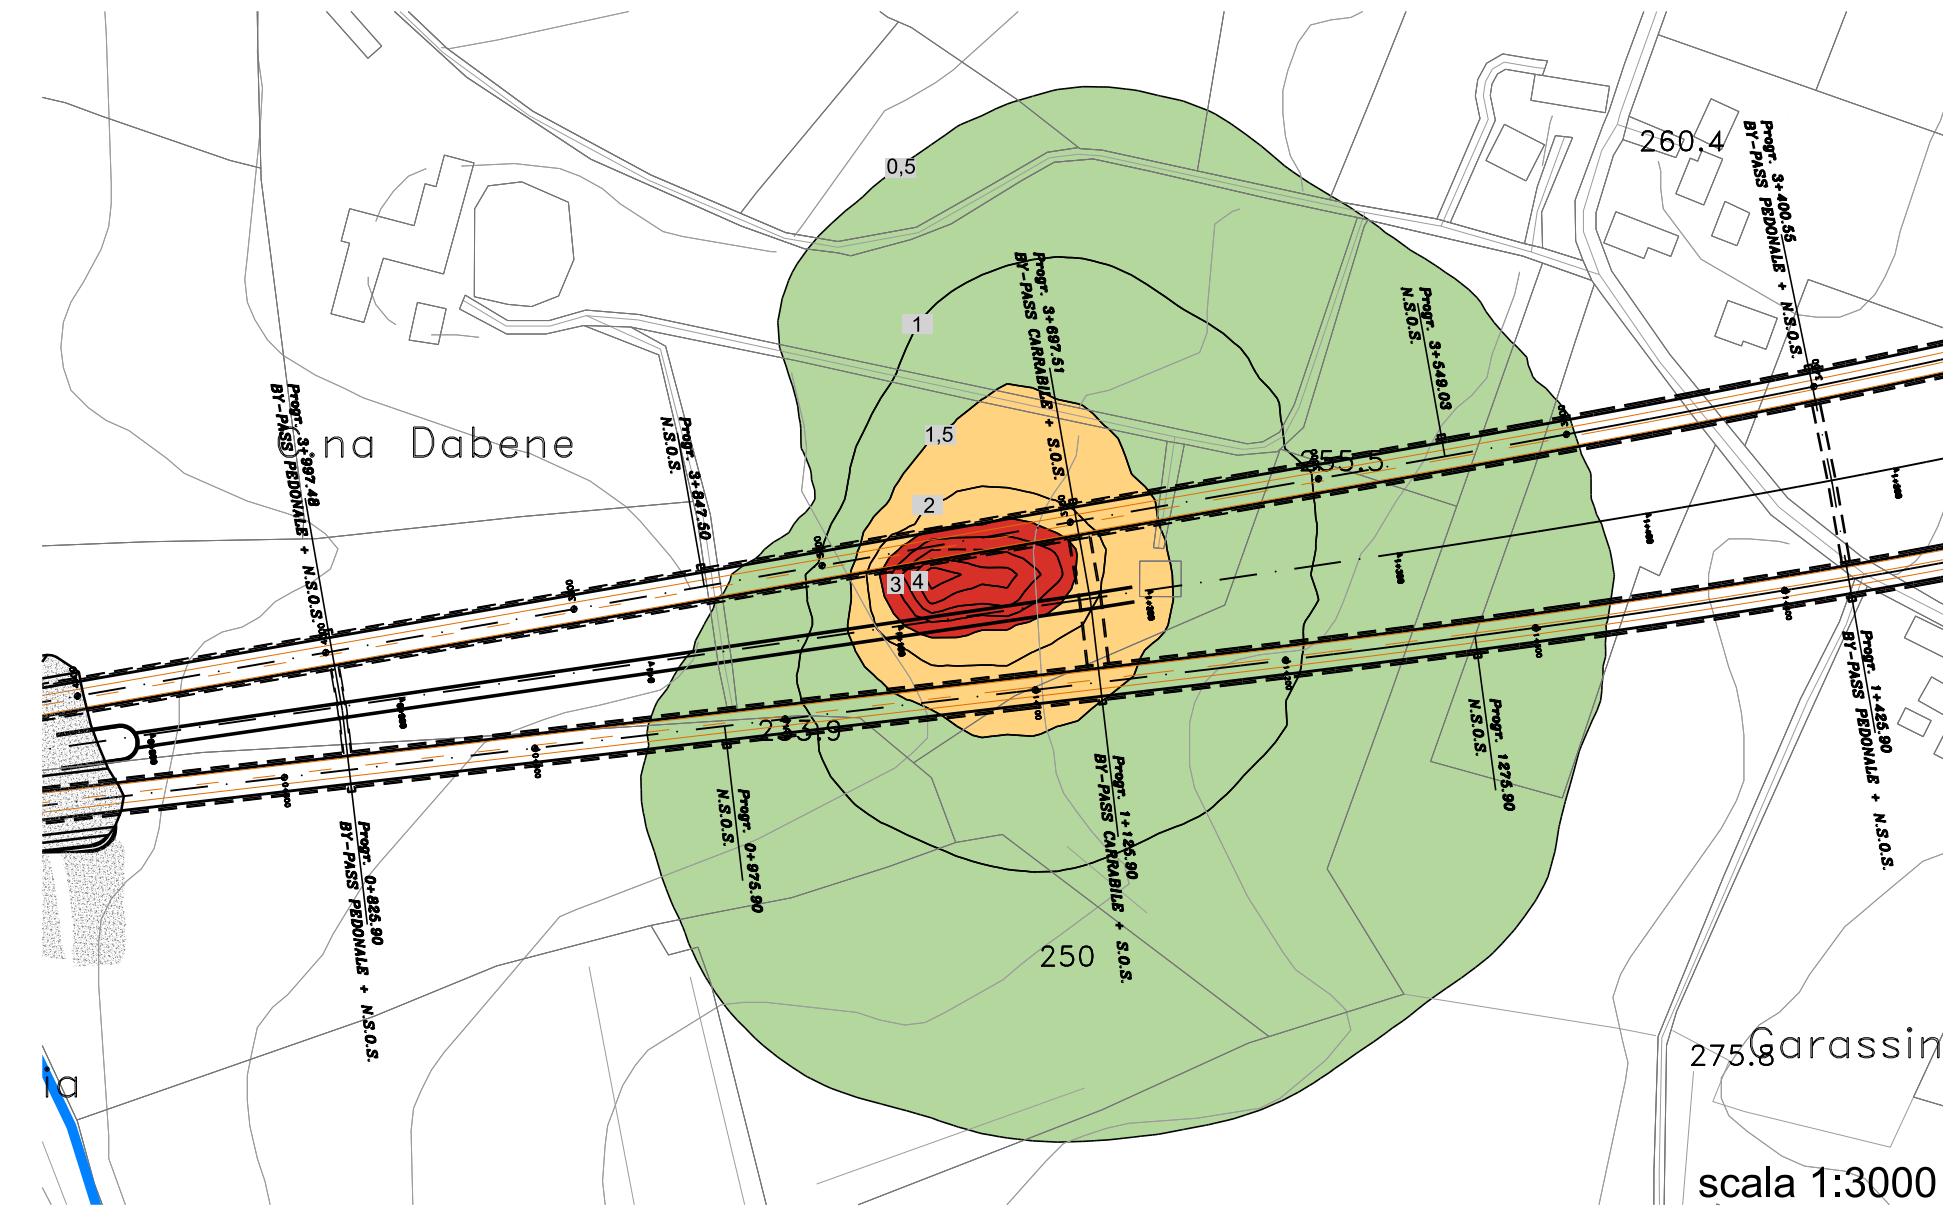 260.4
Progr. 3+400.55
BY-PASS PEDONALE + N.S.O.S.
0,5
Progr. 3+697.51
BY-PASS CARRABILE + S.O.S.
Progr. 3+549.03
N.S.O.S.
1
Progr. 3+997.48
BY-PASS PEDONALE + N.S.O.S.
na Dabene
Progr. 3+847.50
N.S.O.S.
1,5
255.5
2
3
4
253.9
Progr. 1+425.90
BY-PASS PEDONALE + N.S.O.S.
Progr. 1275.90
N.S.O.S.
Progr. 1+125.90
BY-PASS CARRABILE + S.O.S.
Progr. 0+975.90
N.S.O.S.
Progr. 0+825.90
BY-PASS PEDONALE + N.S.O.S.
250
275.8
Garassin
ia
scala 1:3000